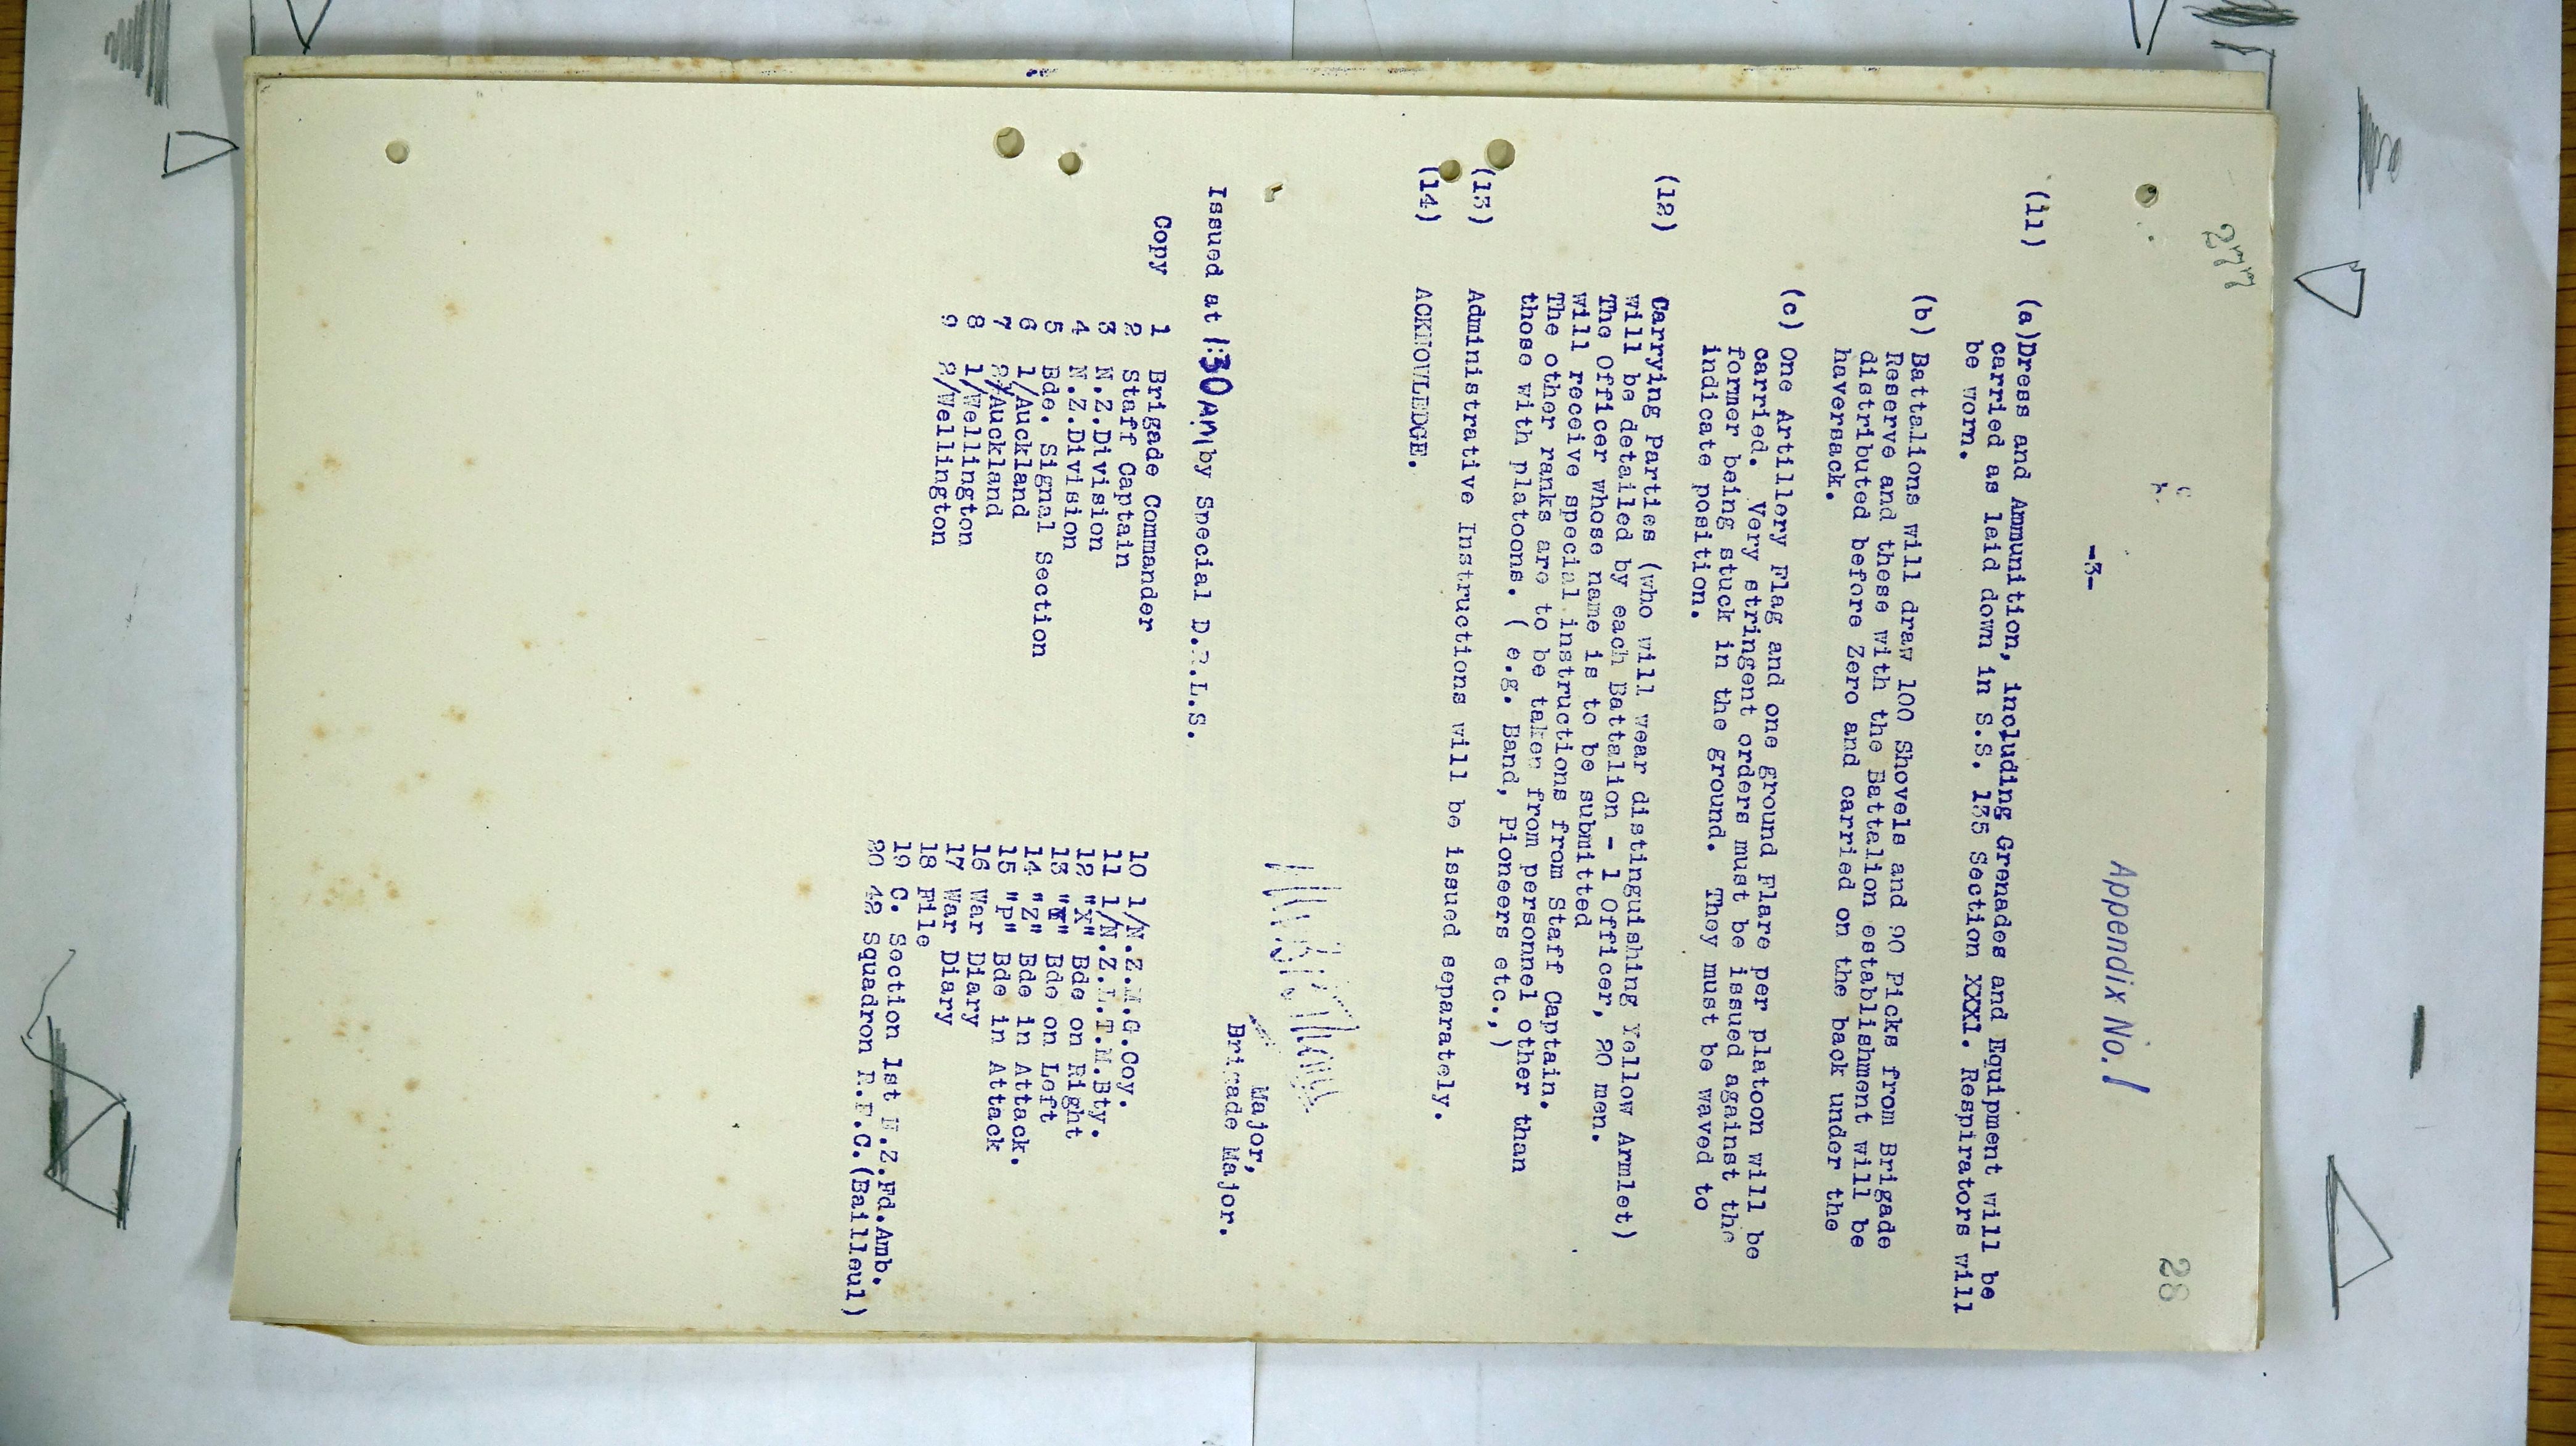 28
Appendix No. 1
-3-
(11) (a)Dress and Ammunition, including Grenades and Equipment will be
carried as laid down in S.S. 135 Section XXX1. Respirators will
be worn.
(b) Battalions will draw 100 Shovels and 90 Picks from Brigade
Reserve and these with the Battalion establishment will be
distributed before Zero and carried on the back under the
haversack.
(c) One Artillery Flag and one ground Flare per platoon will be
carried. Very stringent orders must be issued against the
former being stuck in the ground. They must be waved to
indicate position.
(12) Carrying Parties (who will wear distinguishing Yellow Armlet)
will be detailed by each Battalion - 1 Officer, 20 men.
The Officer whose name is to be submitted
will receive special instructions from Staff Captain.
The other ranks are to be taken from personnel other than
those with platoons. ( e.g. Band, Pioneers etc.,)
(13) Administrative Instructions will be issued separately.
(14) ACKNOWLEDGE.
Major,
Brigade Major.
Issued at 1:30 AM by Special D.R.L.S.
Copy 1 Brigade Commander
2 Staff Captain
3 N.Z.Division
4 N.Z.Division
5 Bde. Signal Section
6 1/Auckland
7 2/Auckland
8 1/Wellington
9 2/Wellington
10 1/N.Z.M.G.Coy.
11 1/N.Z.L.T.M.Bty.
12 "X" Bde on Right
13 "Y" Bde on Left
14 "Z" Bde in Attack.
15 "P" Bde in Attack
16 War Diary
17 War Diary
18 File
19 C. Section 1st N.Z.Fd.Amb.
20 42 Squadron R.F.C.(Bailleul)